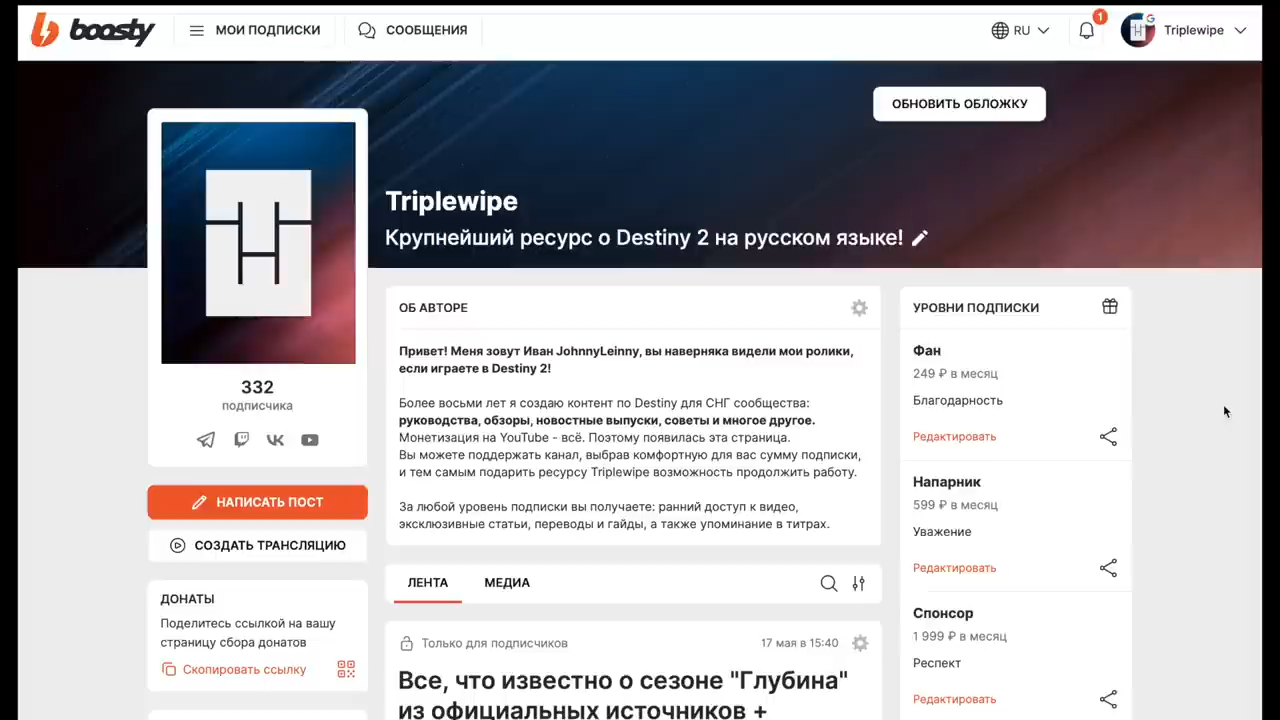 boosty
МОИ ПОДПИСКИ
СООБЩЕНИЯ
RU
1
Triplewipe
ОБНОВИТЬ ОБЛОЖКУ
Triplewipe
Крупнейший ресурс о Destiny 2 на русском языке!
332
подписчика
НАПИСАТЬ ПОСТ
СОЗДАТЬ ТРАНСЛЯЦИЮ
ДОНАТЫ
Поделитесь ссылкой на вашу
страницу сбора донатов
Скопировать ссылку
ОБ АВТОРЕ
Привет! Меня зовут Иван JohnnyLeinny, вы наверняка видели мои ролики,
если играете в Destiny 2!
Более восьми лет я создаю контент по Destiny для СНГ сообщества:
руководства, обзоры, новостные выпуски, советы и многое другое.
Монетизация на YouTube - всё. Поэтому появилась эта страница.
Вы можете поддержать канал, выбрав комфортную для вас сумму подписки,
и тем самым подарить ресурсу Triplewipe возможность продолжить работу.
За любой уровень подписки вы получаете: ранний доступ к видео,
эксклюзивные статьи, переводы и гайды, а также упоминание в титрах.
ЛЕНТА
МЕДИА
Только для подписчиков
17 мая в 15:40
Все, что известно о сезоне "Глубина"
из официальных источников +
УРОВНИ ПОДПИСКИ
Фан
249 ₽ в месяц
Благодарность
Редактировать
Напарник
599 ₽ в месяц
Уважение
Редактировать
Спонсор
1 999 ₽ в месяц
Респект
Редактировать